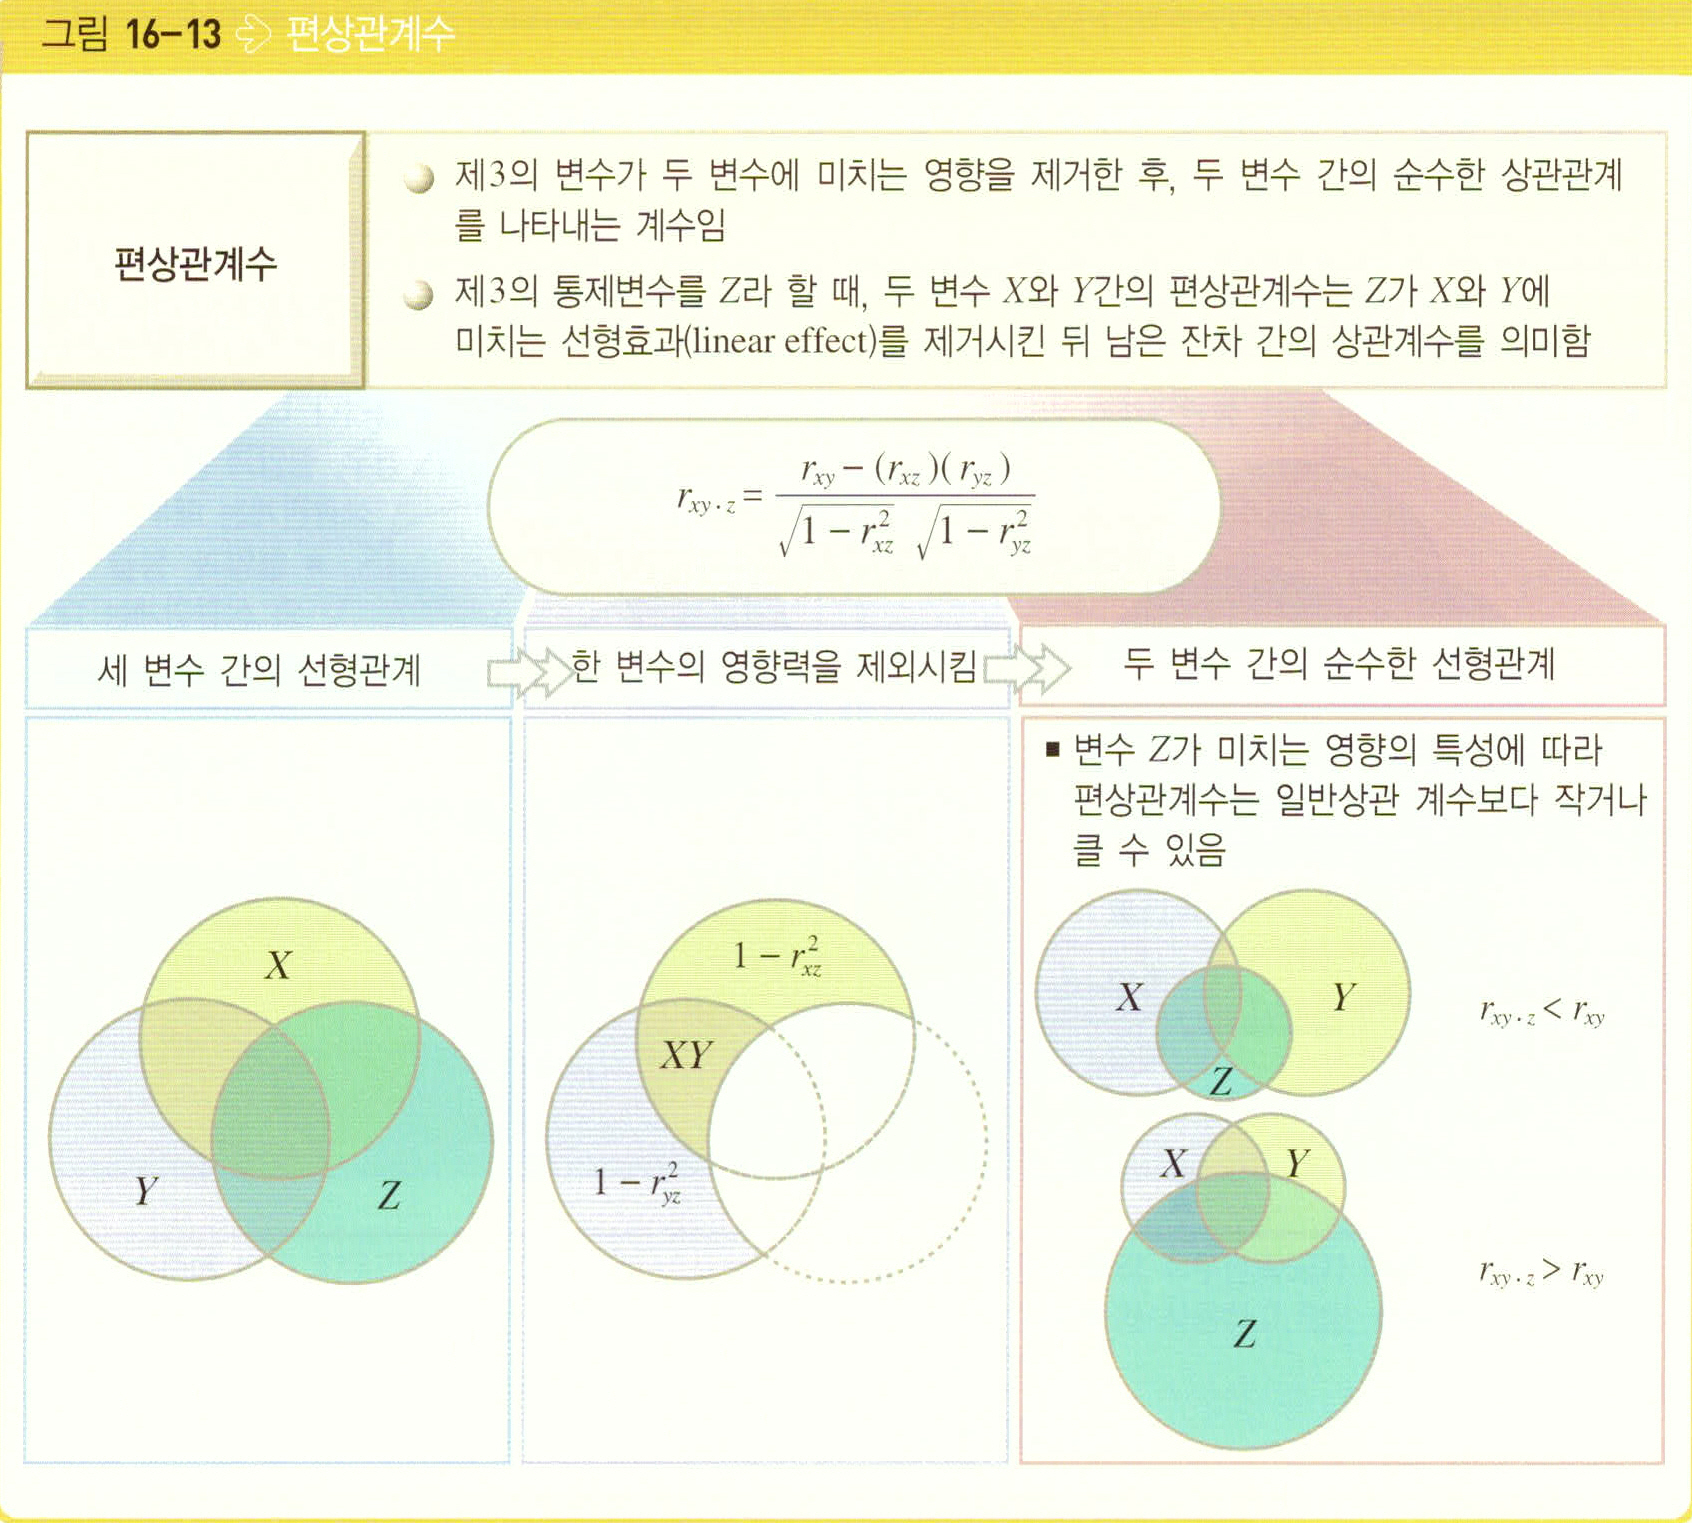 그림 16-13 편상관계수
편상관계수
제3의 변수가 두 변수에 미치는 영향을 제거한 후, 두 변수 간의 순수한 상관관계
를 나타내는 계수임
제3의 통제변수를 Z라 할 때, 두 변수 X와 Y간의 편상관계수는 Z가 X와 Y에
미치는 선형효과(linear effect)를 제거시킨 뒤 남은 잔차 간의 상관계수를 의미함
r_{xy·z} = \frac{r_{xy} - (r_{xz})(r_{yz})}{\sqrt{1 - r_{xz}^2} \sqrt{1 - r_{yz}^2}}
세 변수 간의 선형관계
한 변수의 영향력을 제외시킴
두 변수 간의 순수한 선형관계
X
Y
Z
1 - r_{xz}^2
XY
1 - r_{yz}^2
■ 변수 Z가 미치는 영향의 특성에 따라
편상관계수는 일반상관 계수보다 작거나
클 수 있음
X
Y
Z
r_{xy·z} < r_{xy}
X
Y
Z
r_{xy·z} > r_{xy}